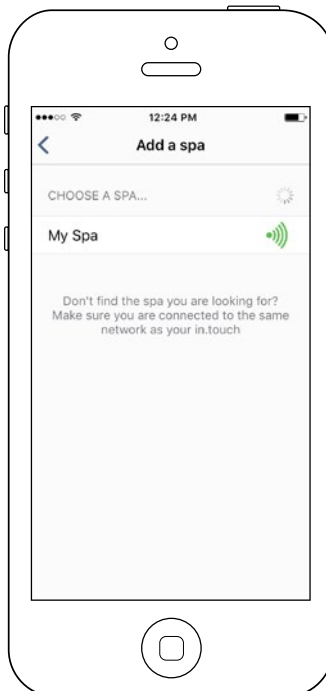 12:24 PM
Add a spa
CHOOSE A SPA...
My Spa
Don't find the spa you are looking for?
Make sure you are connected to the same
network as your in.touch